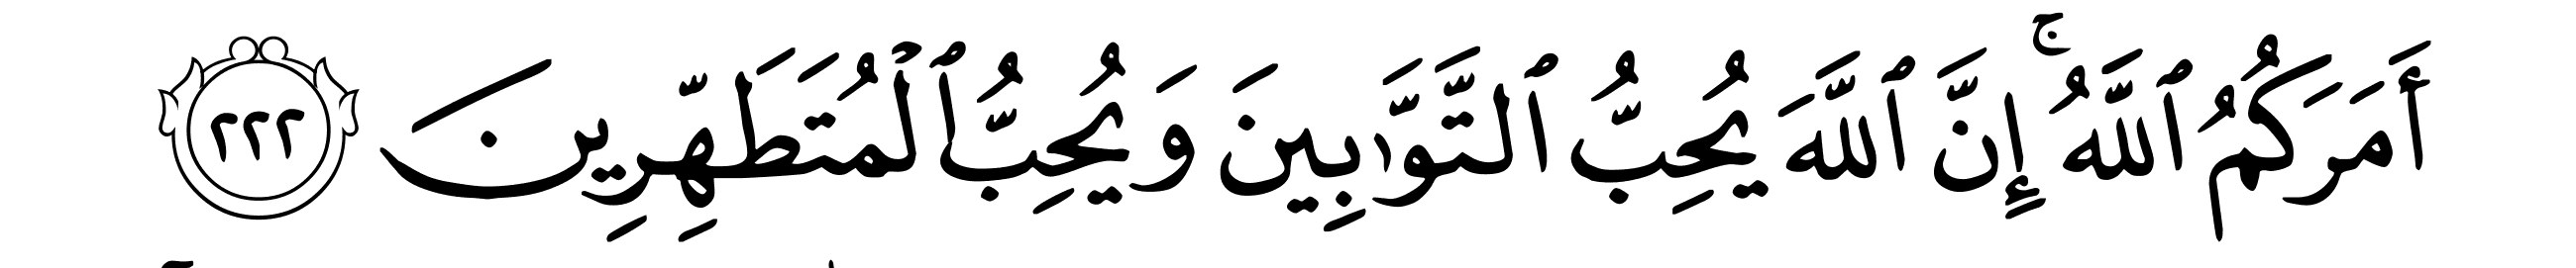 أَمَرَكُمُ ٱللَّهُۚ إِنَّ ٱللَّهَ يُحِبُّ ٱلتَّوَّٰبِينَ وَيُحِبُّ ٱلۡمُتَطَهِّرِينَ ٢٢٢